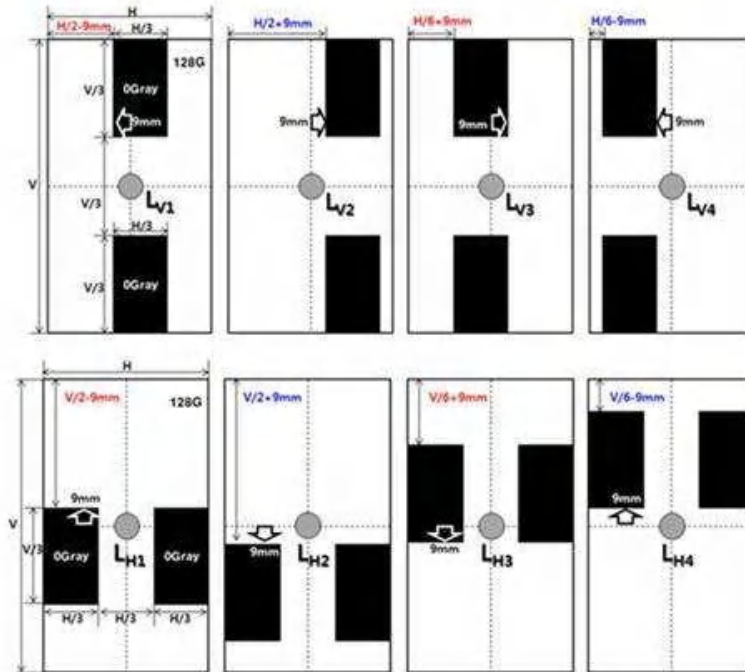 H
H/2-9mm
H/3
H/2+9mm
H/6+9mm
H/6-9mm
128G
V/3
0Gray
9mm
9mm
9mm
9mm
V
V/3
LV1
LV2
LV3
LV4
H/3
V/3
0Gray
H
V/2-9mm
128G
V/2+9mm
V/6+9mm
V/6-9mm
9mm
9mm
V
V/3
0Gray
LH1
0Gray
9mm
LH2
9mm
LH3
LH4
H/3
H/3
H/3